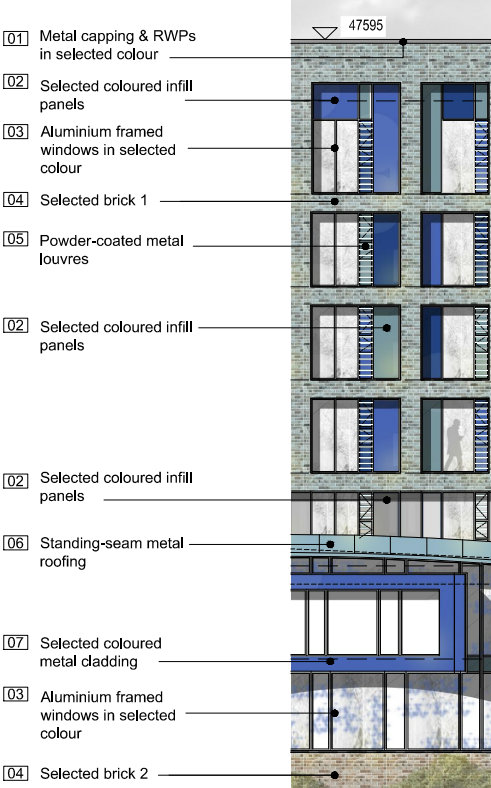 47595
01 Metal capping & RWPs
in selected colour
02 Selected coloured infill
panels
03 Aluminium framed
windows in selected
colour
04 Selected brick 1
05 Powder-coated metal
louvres
02 Selected coloured infill
panels
02 Selected coloured infill
panels
06 Standing-seam metal
roofing
07 Selected coloured
metal cladding
03 Aluminium framed
windows in selected
colour
04 Selected brick 2